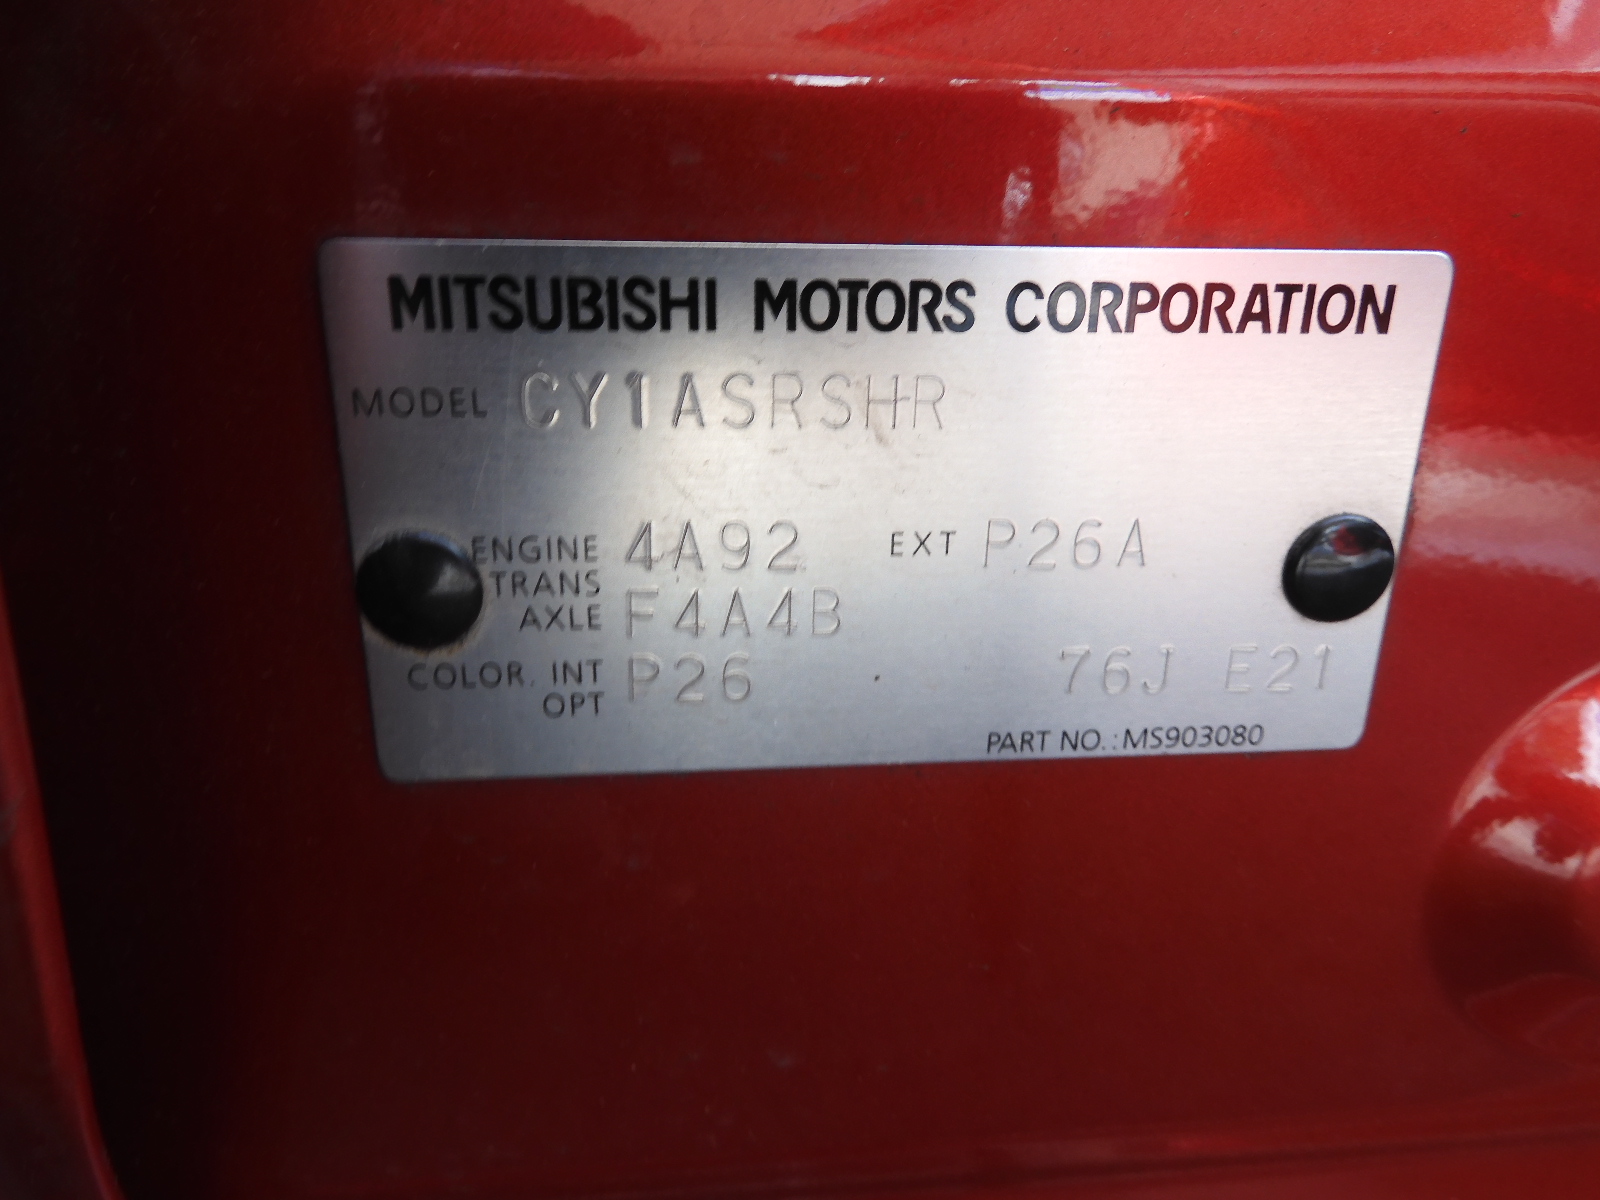 MITSUBISHI MOTORS CORPORATION
MODEL CY1ASRSHR
ENGINE 4A92 EXT P26A
TRANS
AXLE F4A4B
COLOR, INT P26 76J E21
OPT
PART NO.:MS903080